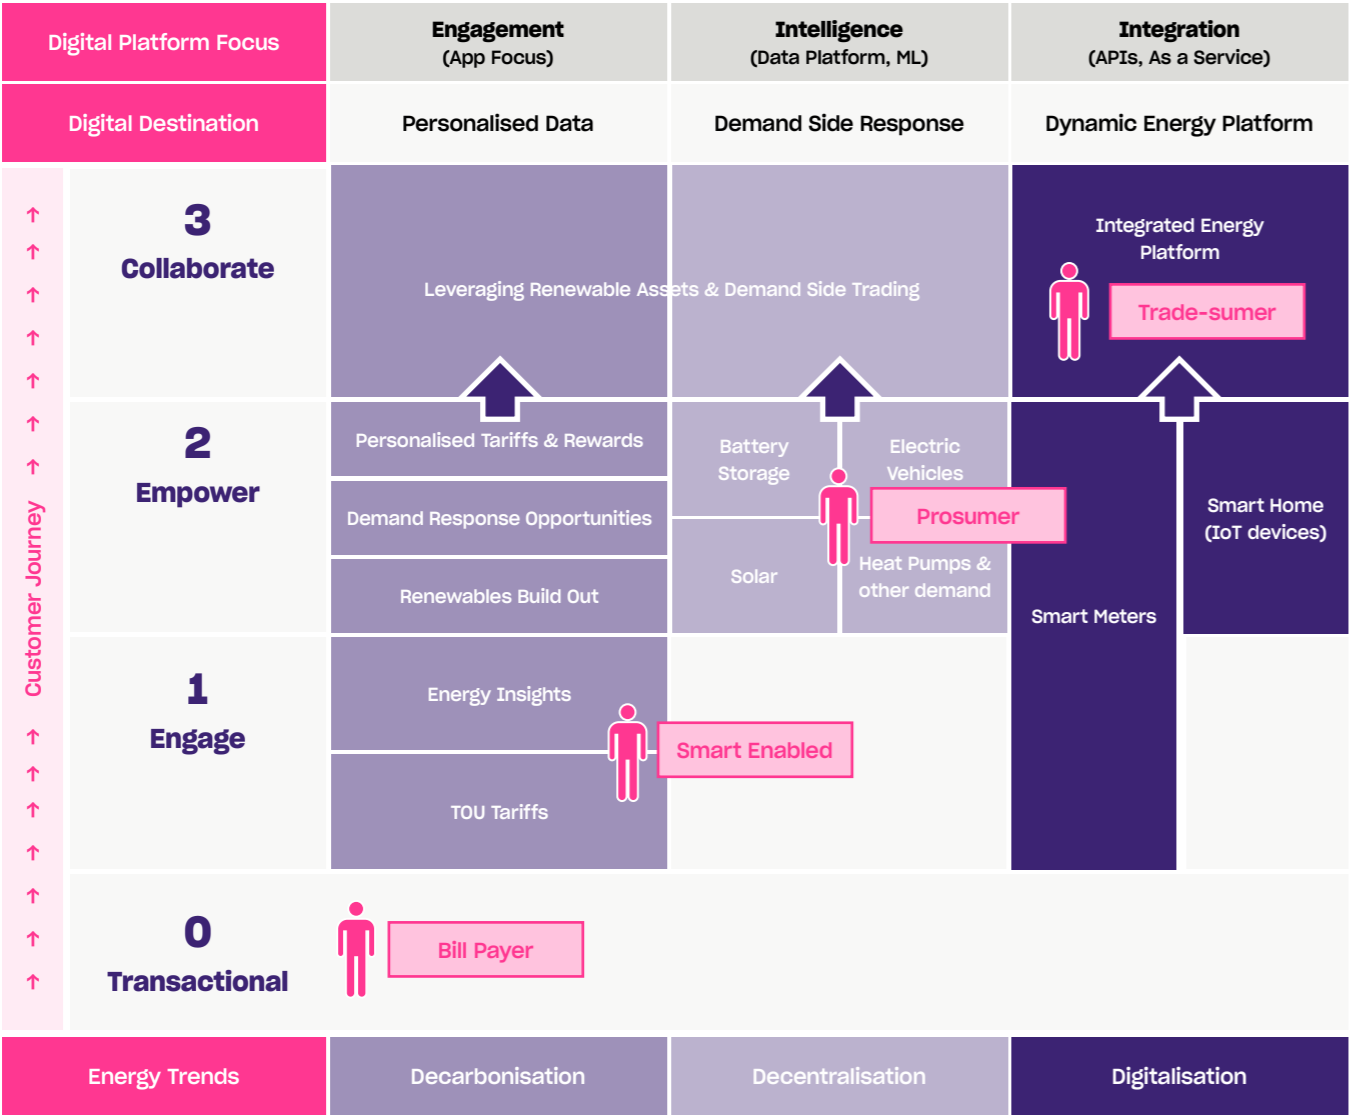 Digital Platform Focus
Engagement
(App Focus)
Intelligence
(Data Platform, ML)
Integration
(APIs, As a Service)
Digital Destination
Personalised Data
Demand Side Response
Dynamic Energy Platform
Customer Journey
3
Collaborate
Leveraging Renewable Assets & Demand Side Trading
Integrated Energy
Platform
Trade-sumer
2
Empower
Personalised Tariffs & Rewards
Demand Response Opportunities
Renewables Build Out
Battery
Storage
Electric
Vehicles
Prosumer
Solar
Heat Pumps &
other demand
Smart Meters
Smart Home
(IoT devices)
1
Engage
Energy Insights
Smart Enabled
TOU Tariffs
0
Transactional
Bill Payer
Energy Trends
Decarbonisation
Decentralisation
Digitalisation